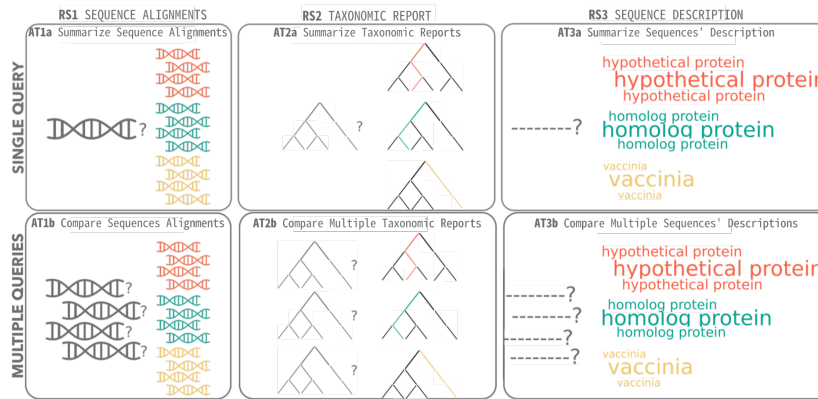 RS1 SEQUENCE ALIGNMENTS
RS2 TAXONOMIC REPORT
RS3 SEQUENCE DESCRIPTION
SINGLE QUERY
AT1a Summarize Sequence Alignments
?
AT2a Summarize Taxonomic Reports
?
AT3a Summarize Sequences' Description
--------?
hypothetical protein
hypothetical protein
hypothetical protein
homolog protein
homolog protein
homolog protein
vaccinia
vaccinia
vaccinia
MULTIPLE QUERIES
AT1b Compare Sequences Alignments
?
?
?
?
AT2b Compare Multiple Taxonomic Reports
?
?
?
AT3b Compare Multiple Sequences' Descriptions
--------?
--------?
--------?
--------?
hypothetical protein
hypothetical protein
hypothetical protein
homolog protein
homolog protein
homolog protein
vaccinia
vaccinia
vaccinia